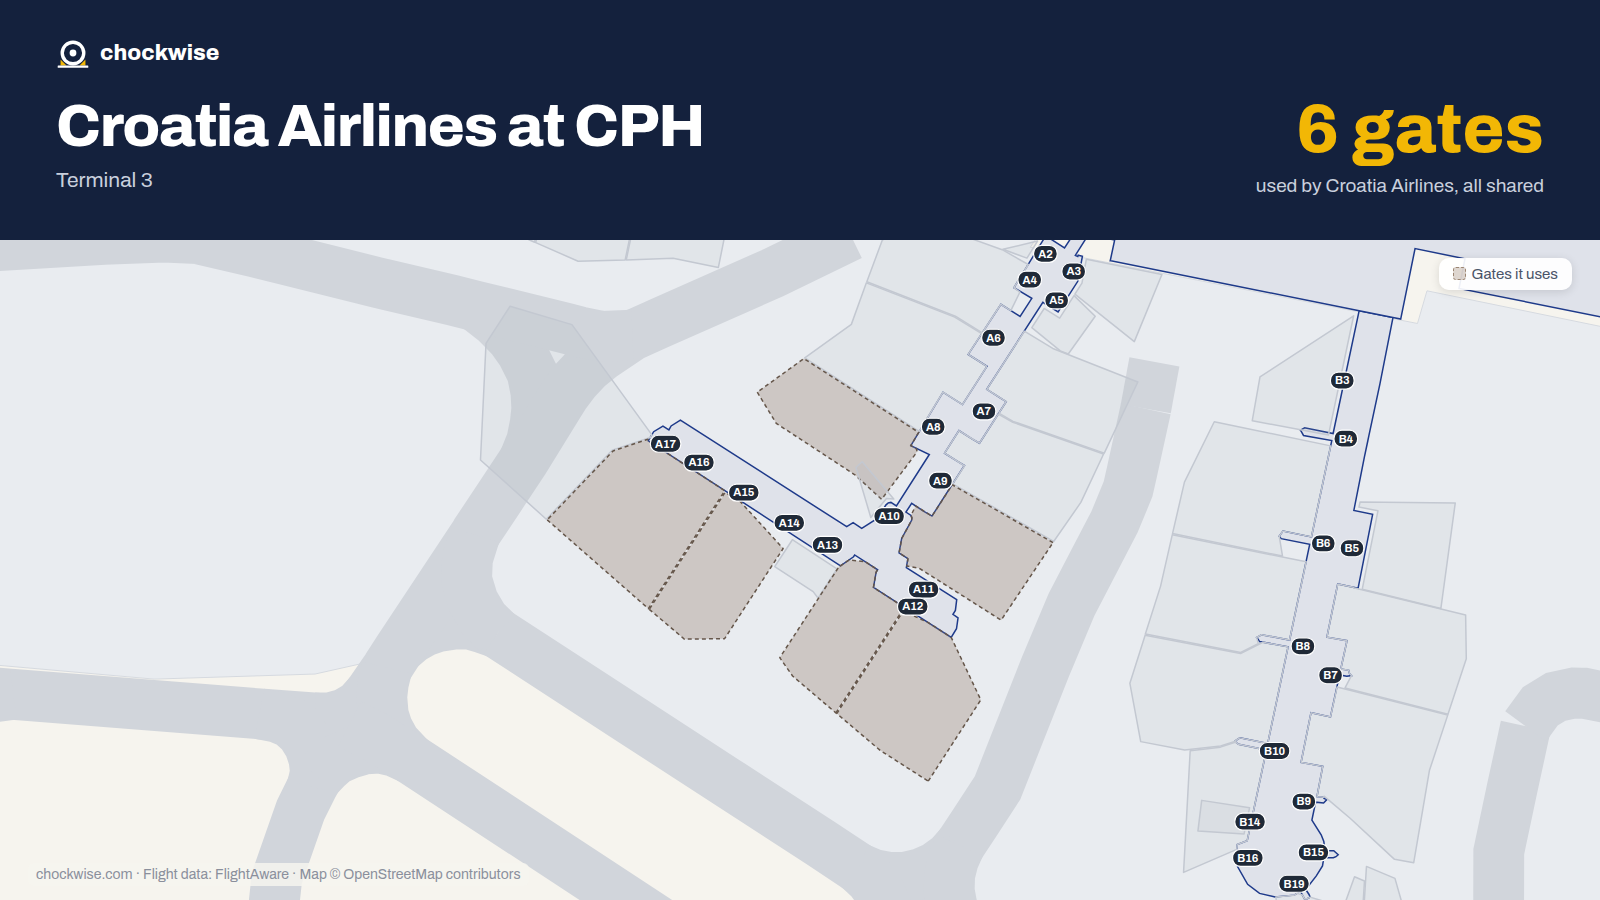 chockwise
Croatia Airlines at CPH
Terminal 3
6 gates
used by Croatia Airlines, all shared
Gates it uses
A2
A3
A4
A5
A6
A7
A8
A9
A10
A11
A12
A13
A14
A15
A16
A17
B3
B4
B6
B5
B8
B7
B10
B9
B14
B15
B16
B19
chockwise.com · Flight data: FlightAware · Map © OpenStreetMap contributors